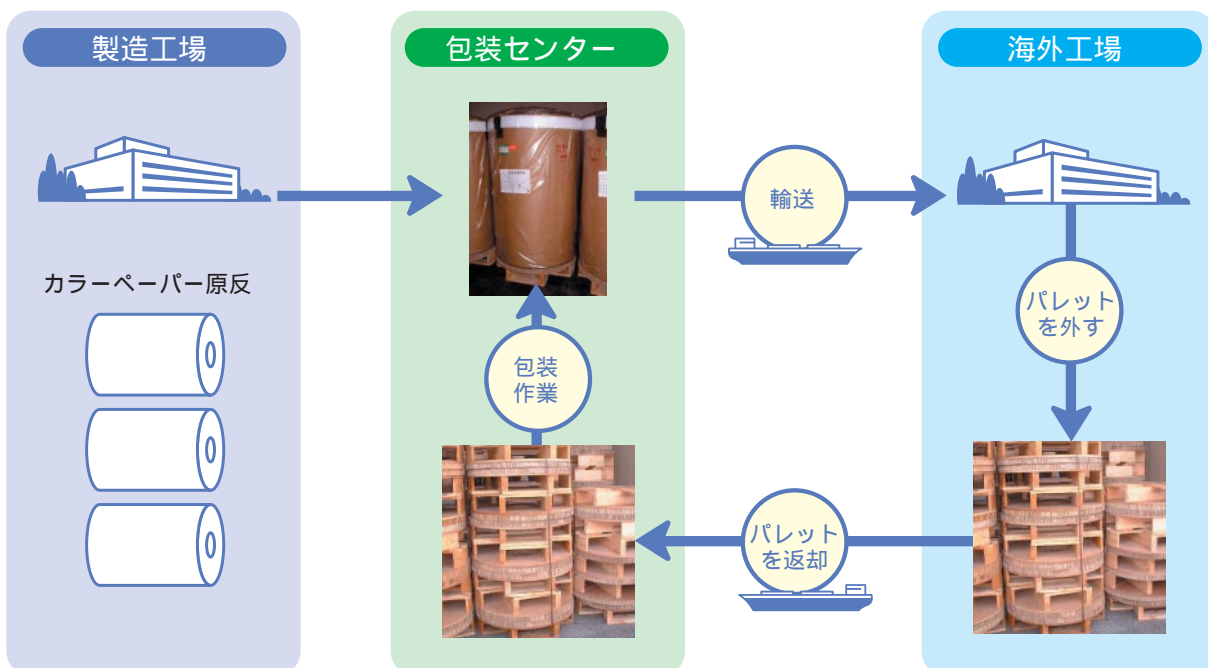 製造工場
包装センター
海外工場
輸送
カラーペーパー原反
パレット
を外す
包装
作業
パレット
を返却